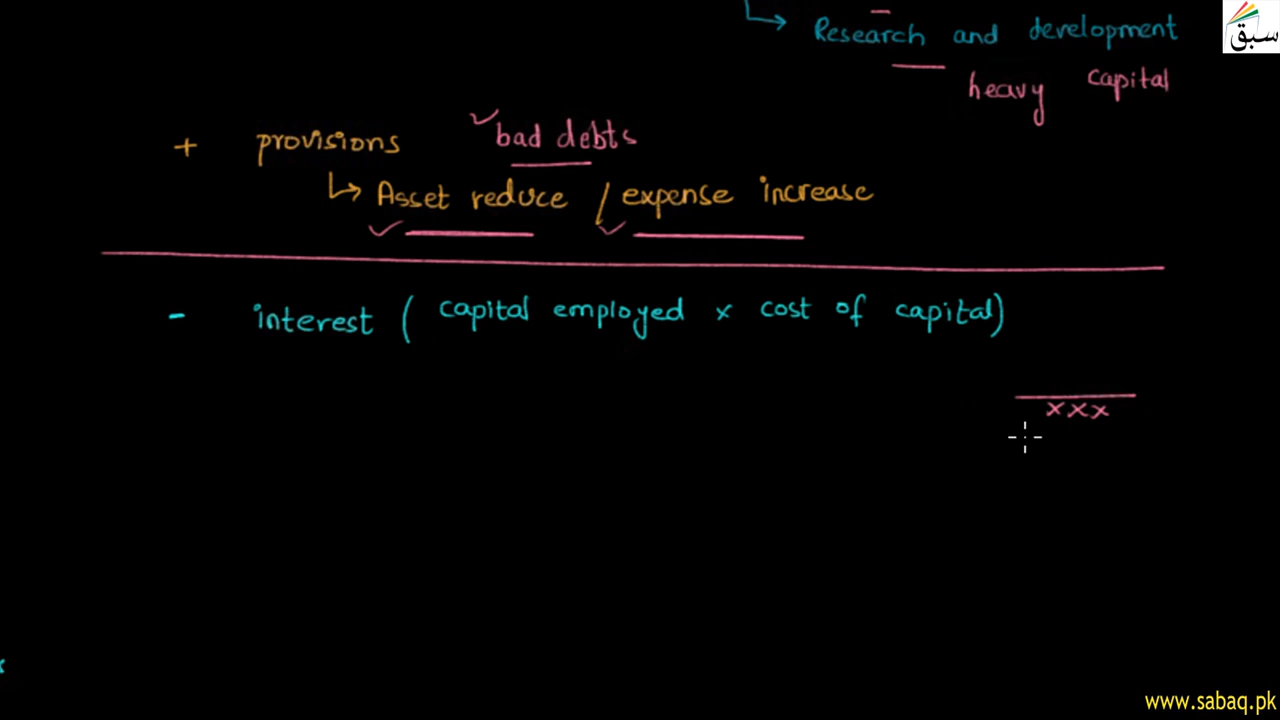 Research and development
heavy capital
سبق
+ provisions ✓bad debts
↳ Asset reduce / expense increase
✓ ✓
- interest ( capital employed x cost of capital)
xxx
www.sabaq.pk